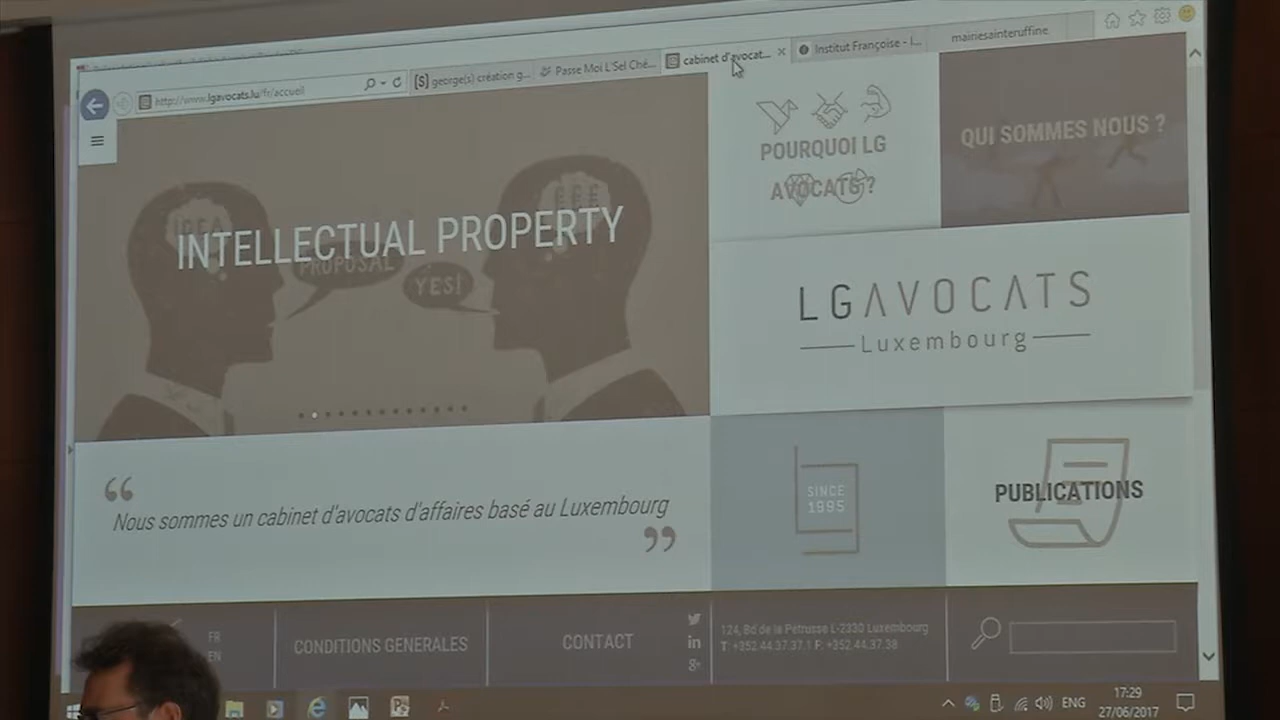 http://www.lgavocats.lu/fr/accueil
george(s) création g...
Passe Moi L'Sel Ché...
cabinet d'avocat...
Institut Françoise - I...
mairiesainteruffine
INTELLECTUAL PROPERTY
IDEA
PROPOSAL
YES!
POURQUOI LG
AVOCATS ?
QUI SOMMES NOUS ?
LGAVOCATS
Luxembourg
“
Nous sommes un cabinet d'avocats d'affaires basé au Luxembourg
”
SINCE
1995
PUBLICATIONS
FR
EN
CONDITIONS GENERALES
CONTACT
in
g+
124, Bd de la Pétrusse L-2330 Luxembourg
T: +352.44.37.37.1 F: +352.44.37.38
ENG
17:29
27/06/2017